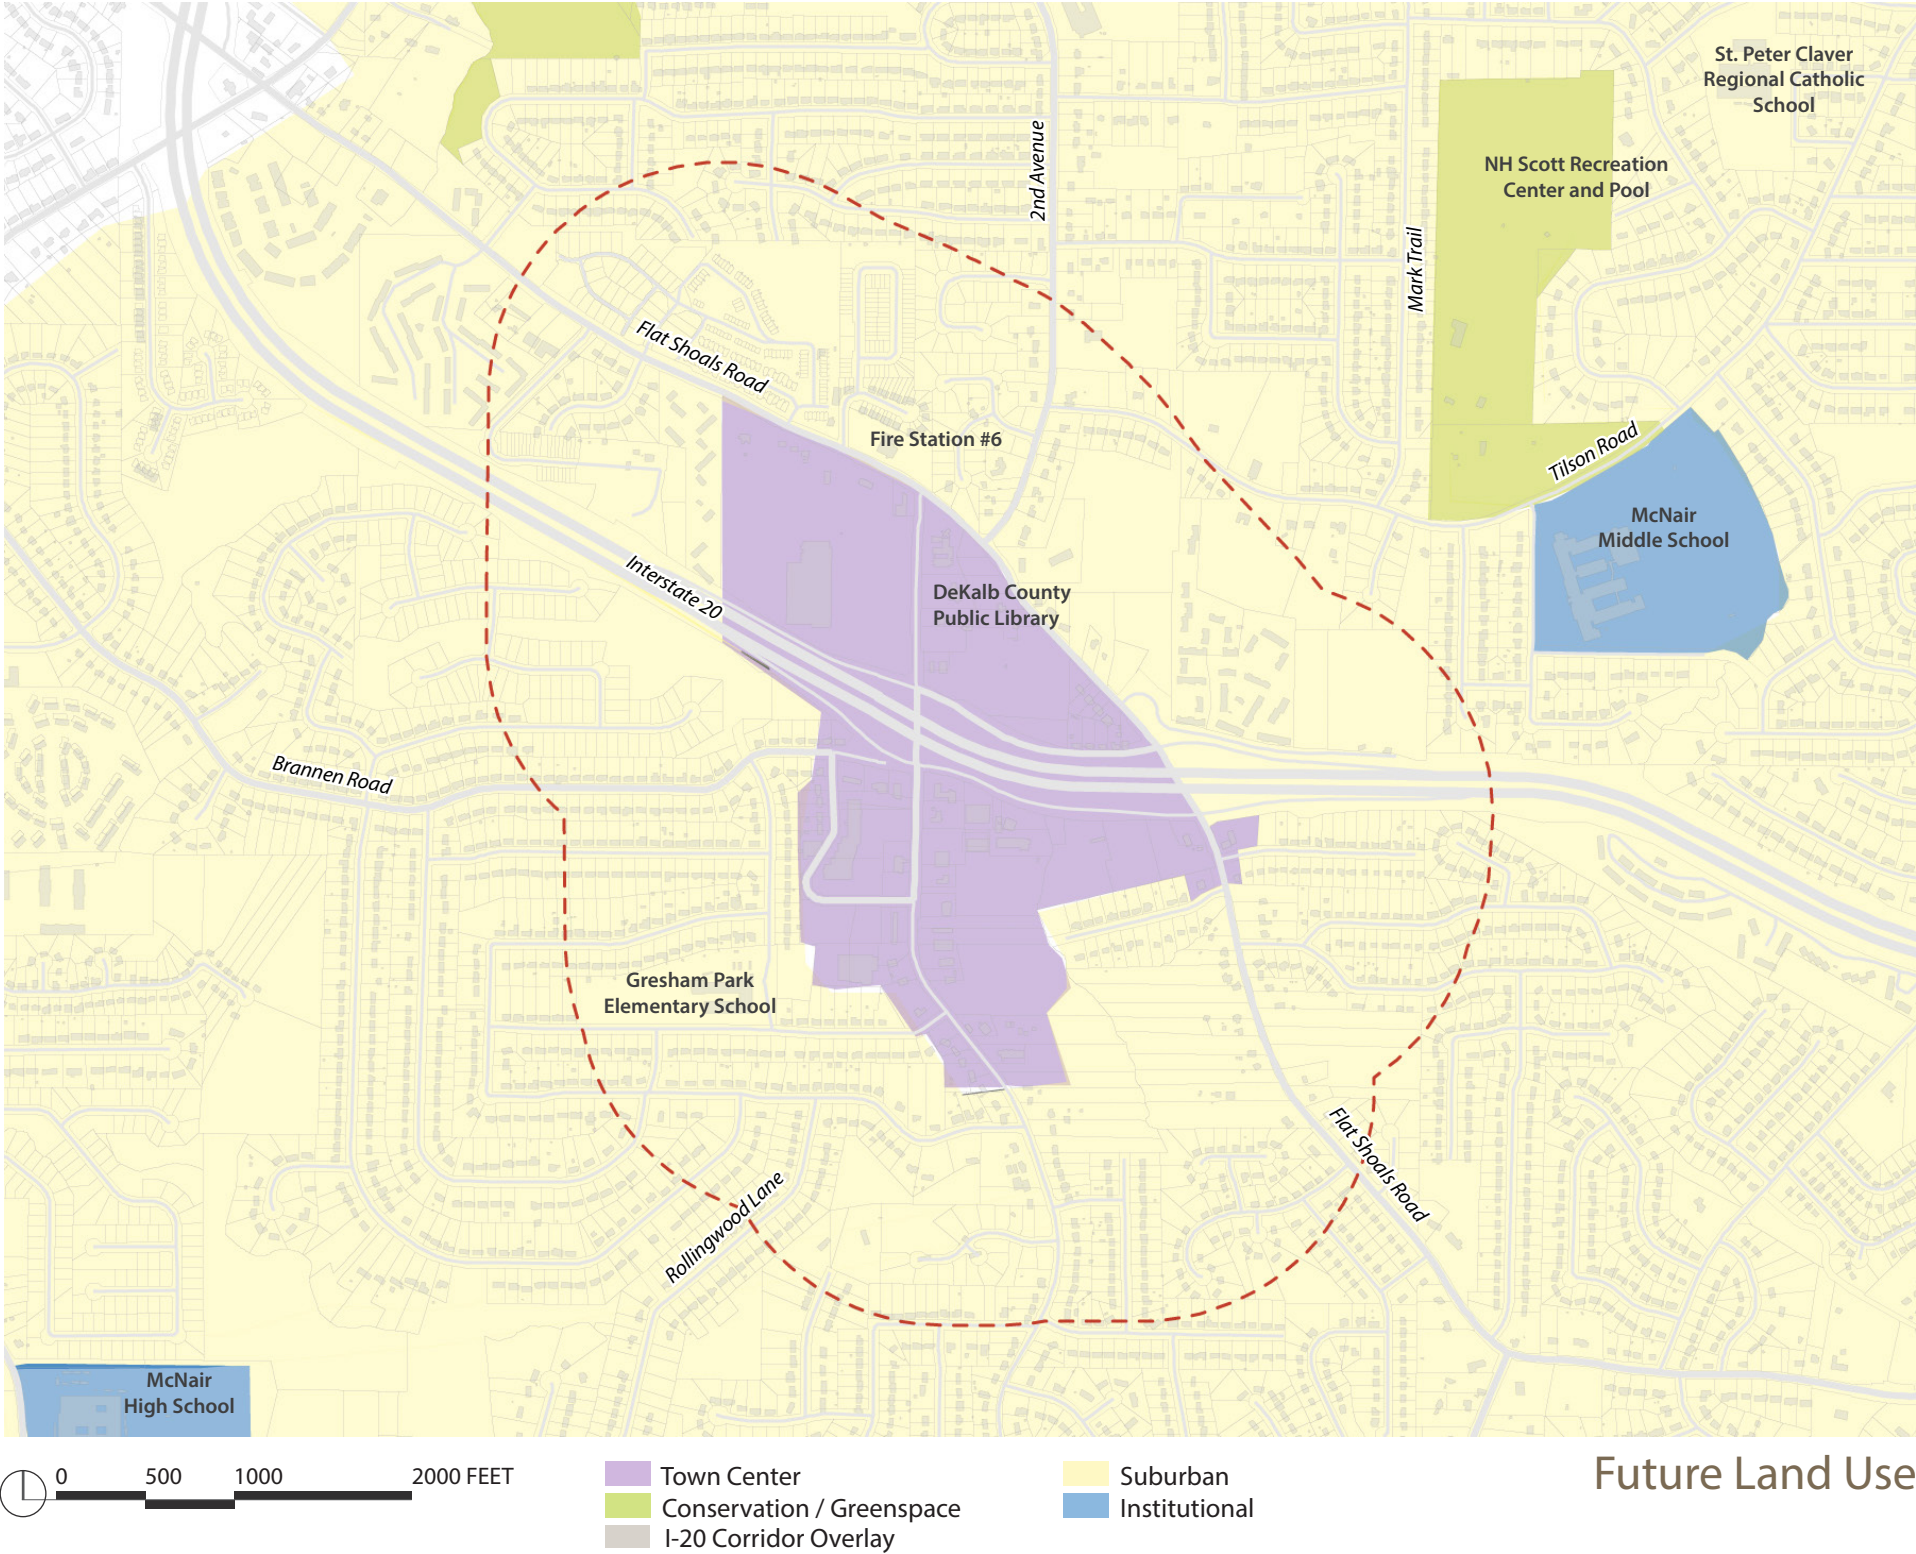 St. Peter Claver
Regional Catholic
School
2nd Avenue
NH Scott Recreation
Center and Pool
Mark Trail
Flat Shoals Road
Fire Station #6
Tilson Road
McNair
Middle School
Interstate 20
DeKalb County
Public Library
Brannen Road
Gresham Park
Elementary School
Flat Shoals Road
Rollingwood Lane
McNair
High School
0 500 1000 2000 FEET
Town Center
Conservation / Greenspace
I-20 Corridor Overlay
Suburban
Institutional
Future Land Use